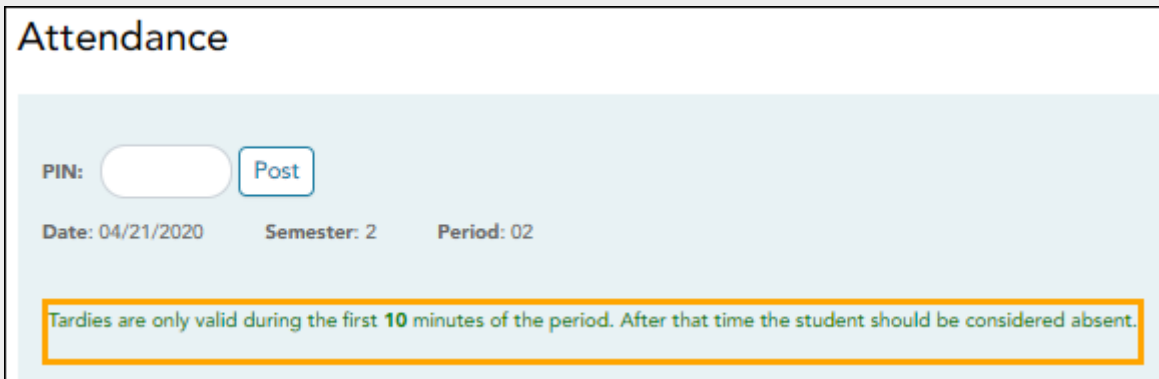 Attendance
PIN: Post
Date: 04/21/2020 Semester: 2 Period: 02
Tardies are only valid during the first 10 minutes of the period. After that time the student should be considered absent.